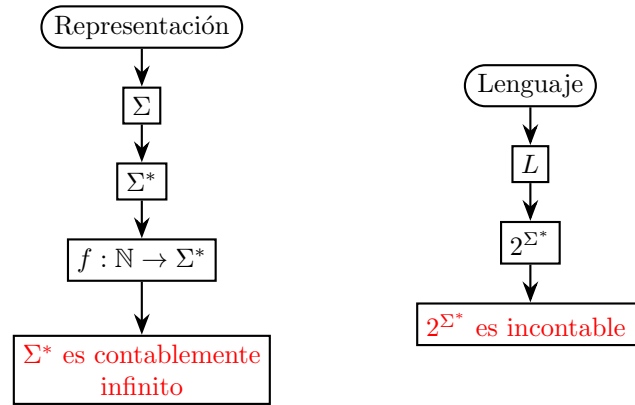 Representación
Σ
Σ*
f : ℕ → Σ*
Σ* es contablemente
infinito
Lenguaje
L
2^{Σ*}
2^{Σ*} es incontable